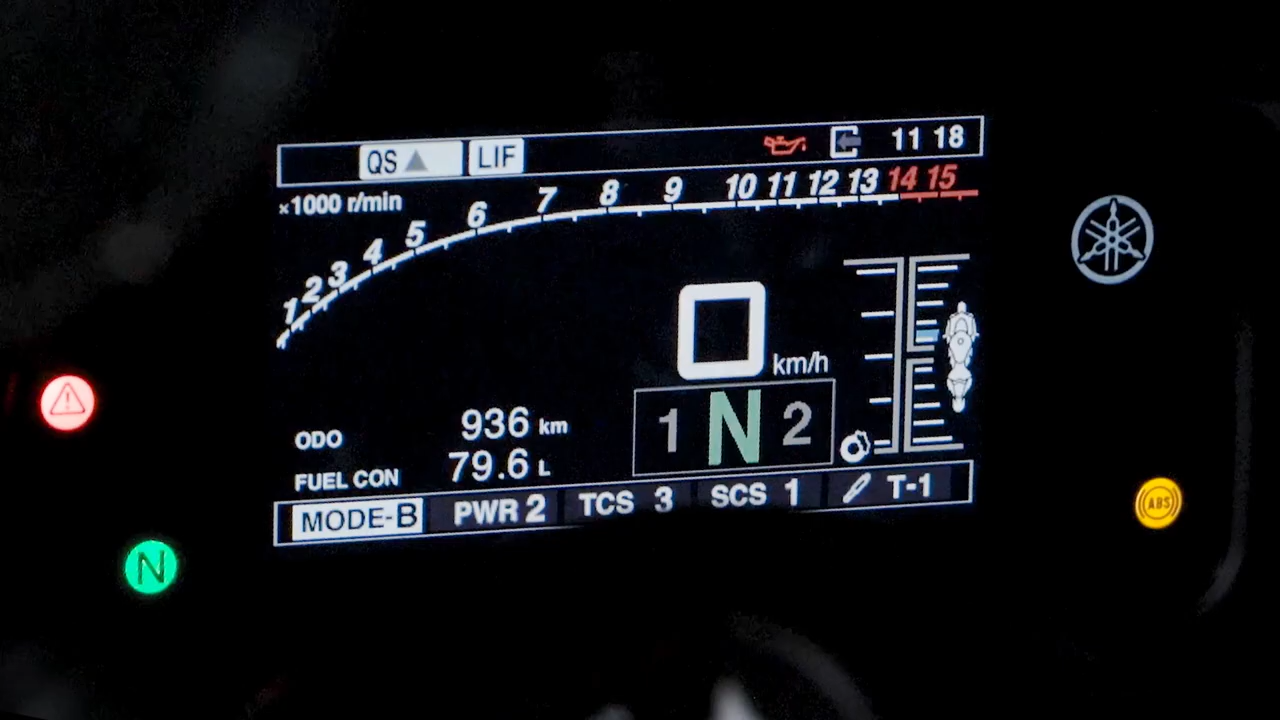 QS LIF 11 18
×1000 r/min
1 2 3 4 5 6 7 8 9 10 11 12 13 14 15
0 km/h
1 N 2
ODO 936 km
FUEL CON 79.6 L
MODE-B PWR 2 TCS 3 SCS 1 T-1
N
ABS